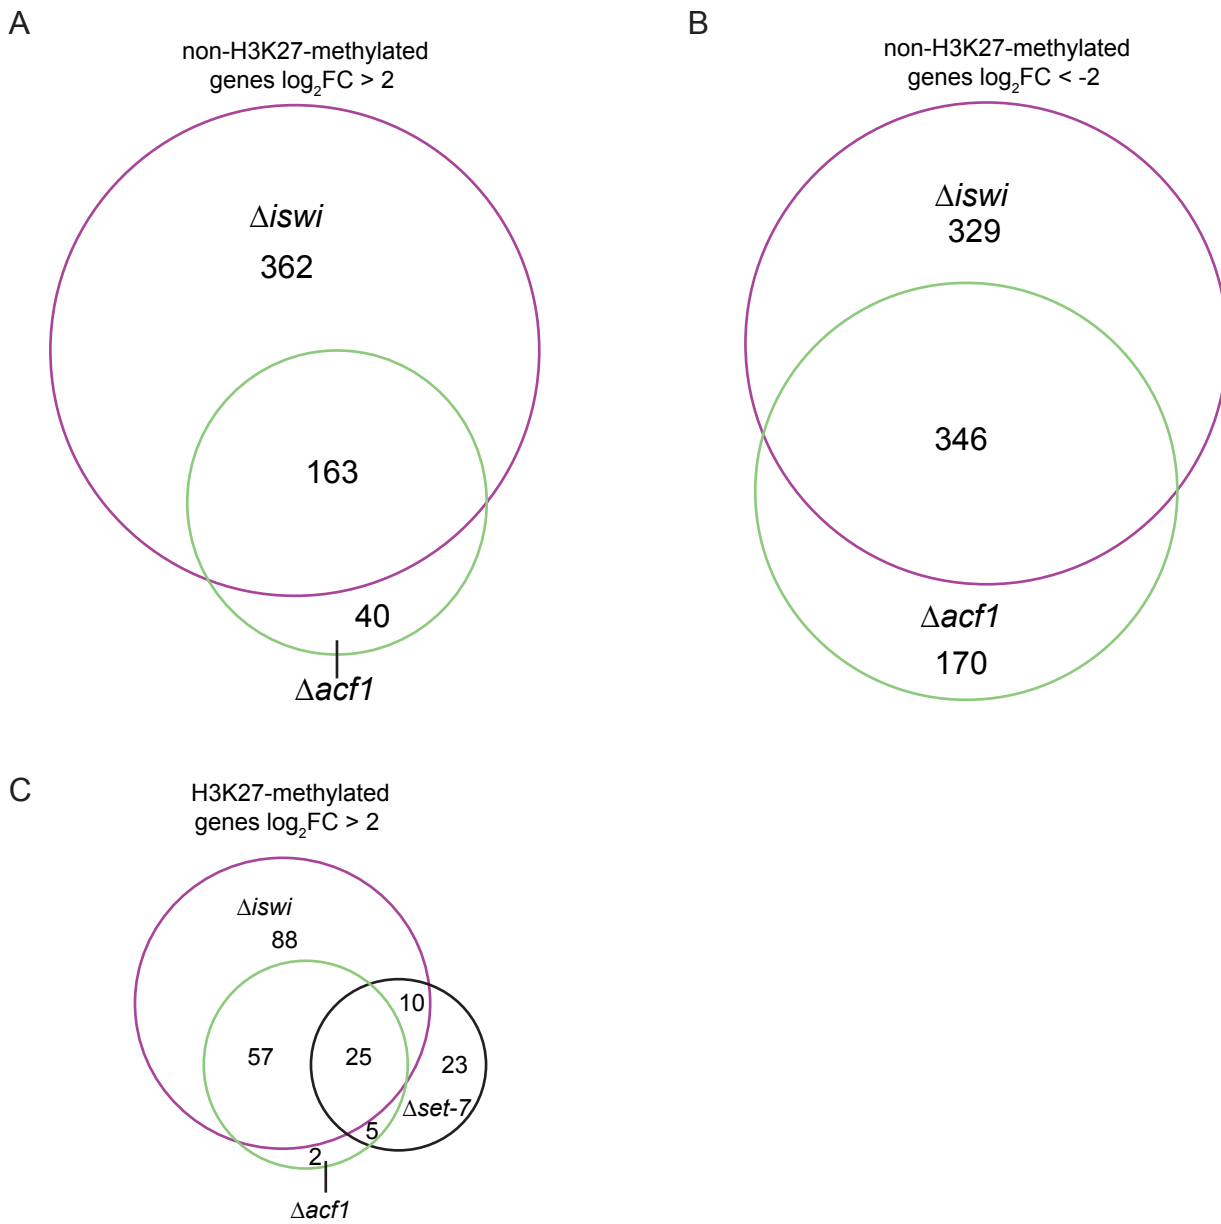 A
non-H3K27-methylated
genes log₂FC > 2
Δiswi
362
163
40
Δacf1
B
non-H3K27-methylated
genes log₂FC < -2
Δiswi
329
346
Δacf1
170
C
H3K27-methylated
genes log₂FC > 2
Δiswi
88
10
57
25
23
Δset-7
5
2
Δacf1